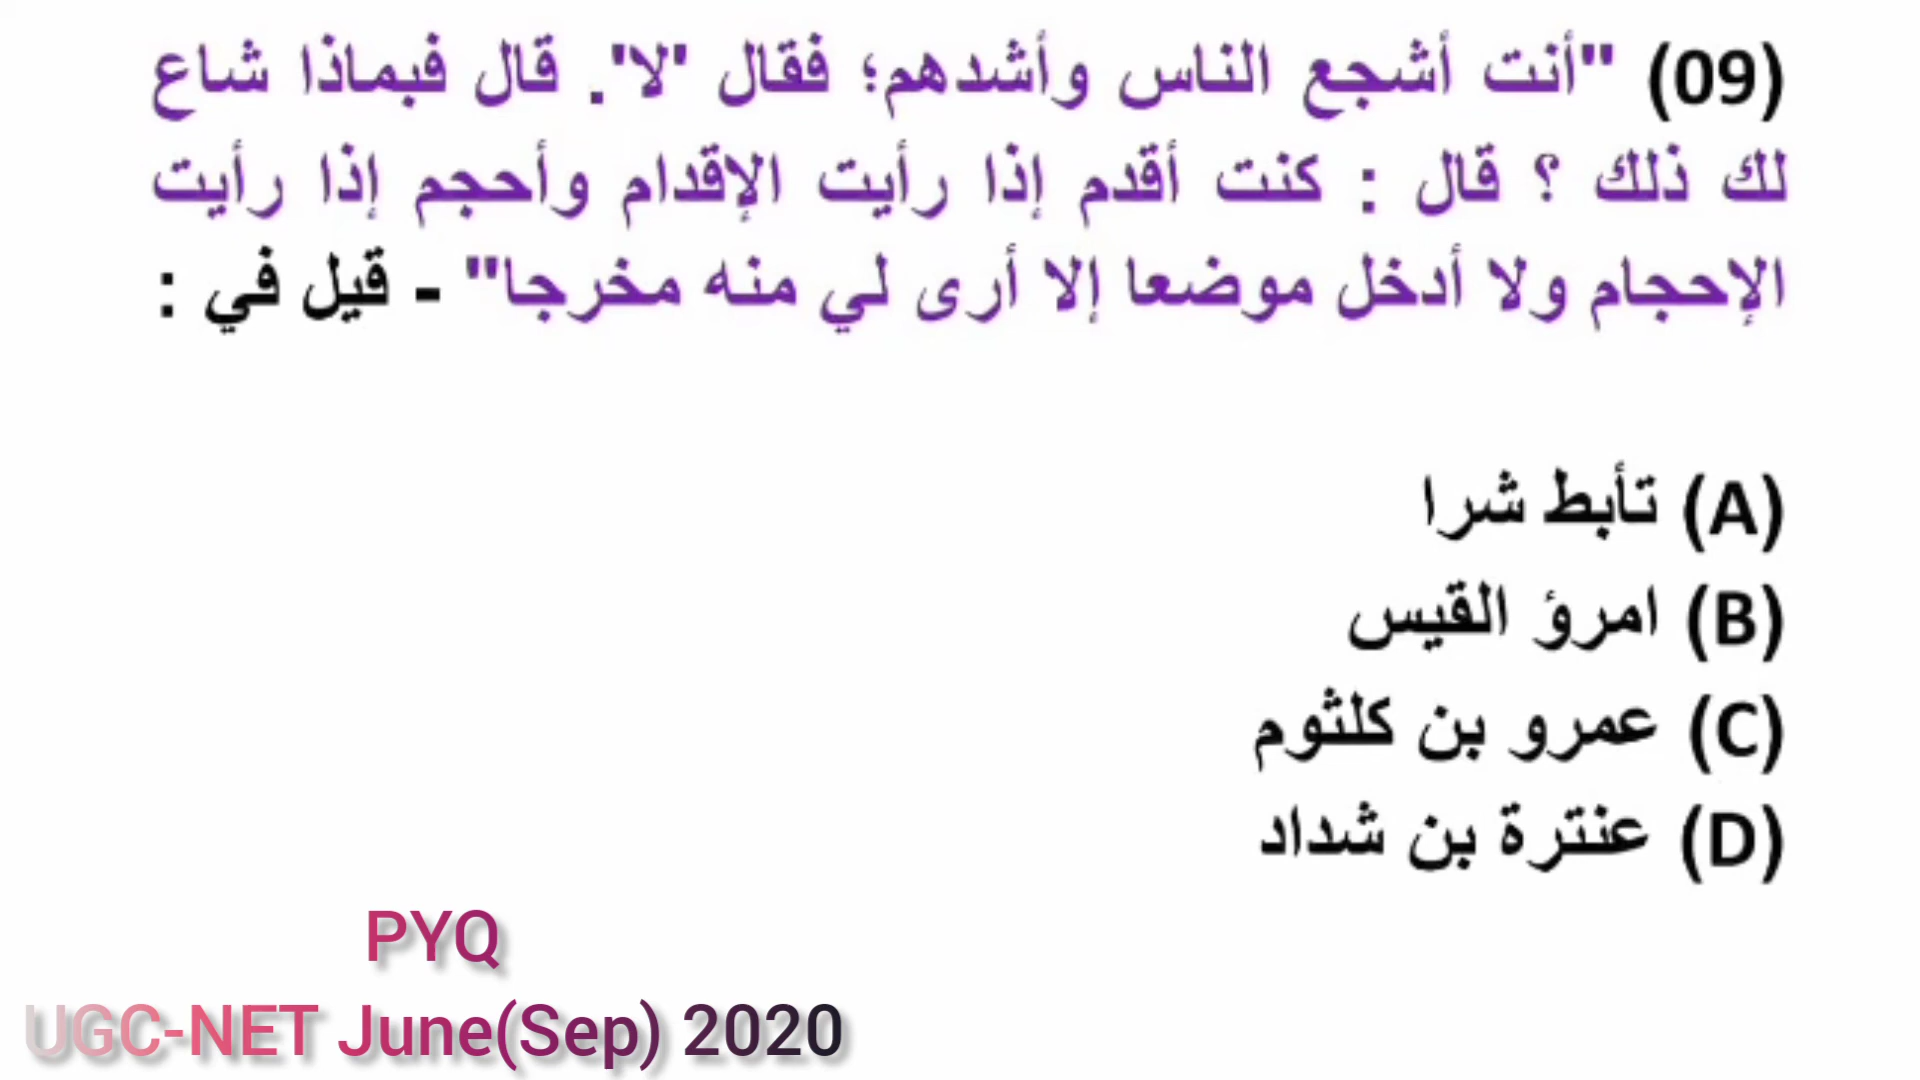 (09) "أنت أشجع الناس وأشدهم؛ فقال 'لا'. قال فبماذا شاع
لك ذلك ؟ قال : كنت أقدم إذا رأيت الإقدام وأحجم إذا رأيت
الإحجام ولا أدخل موضعا إلا أرى لي منه مخرجا" - قيل في :
(A) تأبط شرا
(B) امرؤ القيس
(C) عمرو بن كلثوم
(D) عنترة بن شداد
PYQ
UGC-NET June(Sep) 2020